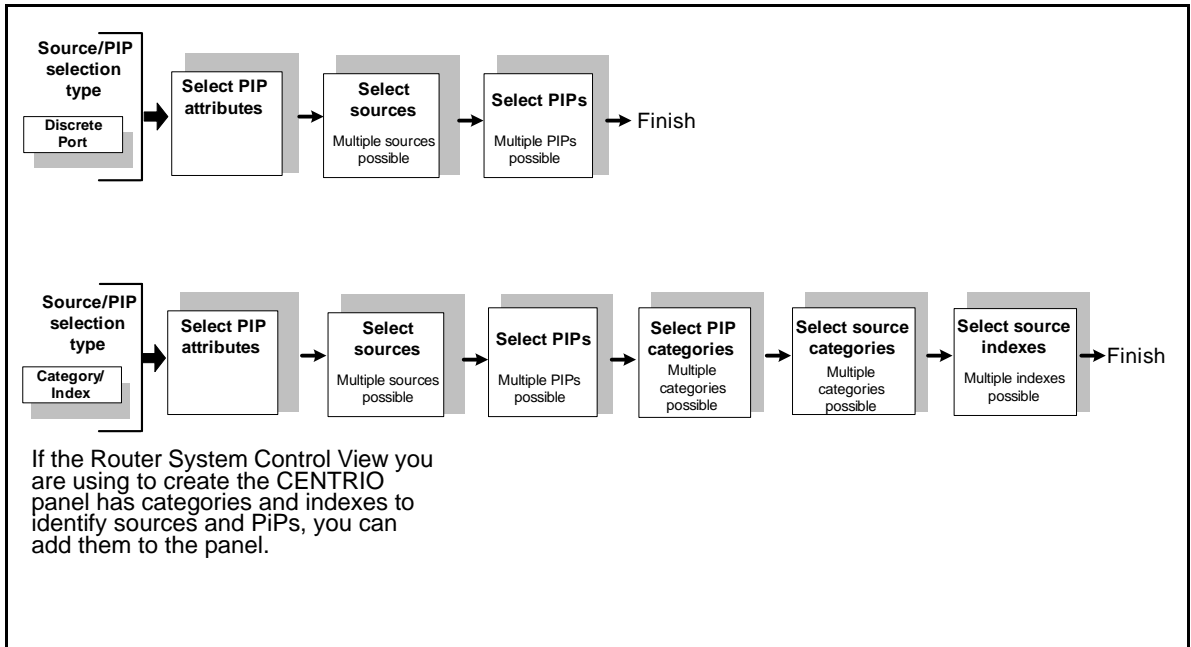 Source/PIP
selection
type
Discrete
Port
Select PIP
attributes
Select
sources
Multiple sources
possible
Select PIPs
Multiple PIPs
possible
Finish
Source/PIP
selection
type
Category/
Index
Select PIP
attributes
Select
sources
Multiple sources
possible
Select PIPs
Multiple PIPs
possible
Select PIP
categories
Multiple
categories
possible
Select source
categories
Multiple
categories
possible
Select source
indexes
Multiple indexes
possible
Finish
If the Router System Control View you
are using to create the CENTRIO
panel has categories and indexes to
identify sources and PiPs, you can
add them to the panel.